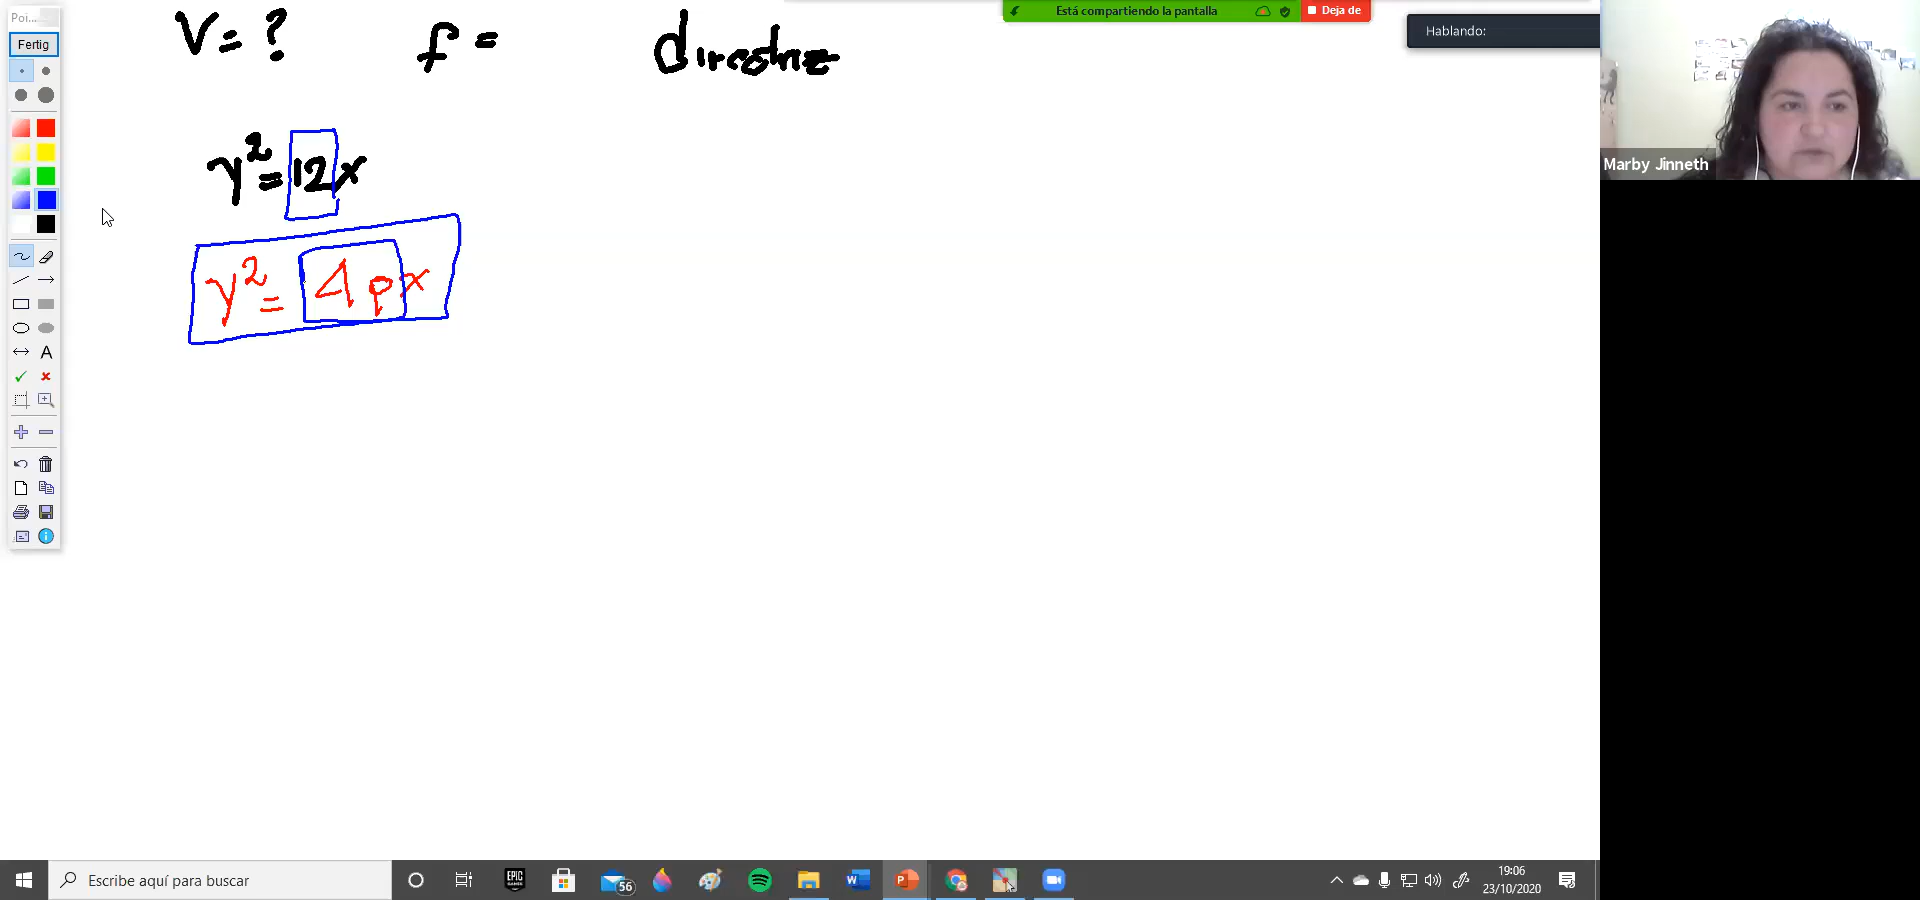 Poi...
Fertig
V = ? f = directriz
y² = 12x
y² = 4px
A
Está compartiendo la pantalla
Deja de
Hablando:
Marby Jinneth
Escribe aquí para buscar
EPIC GAMES
56
W
P
19:06
23/10/2020